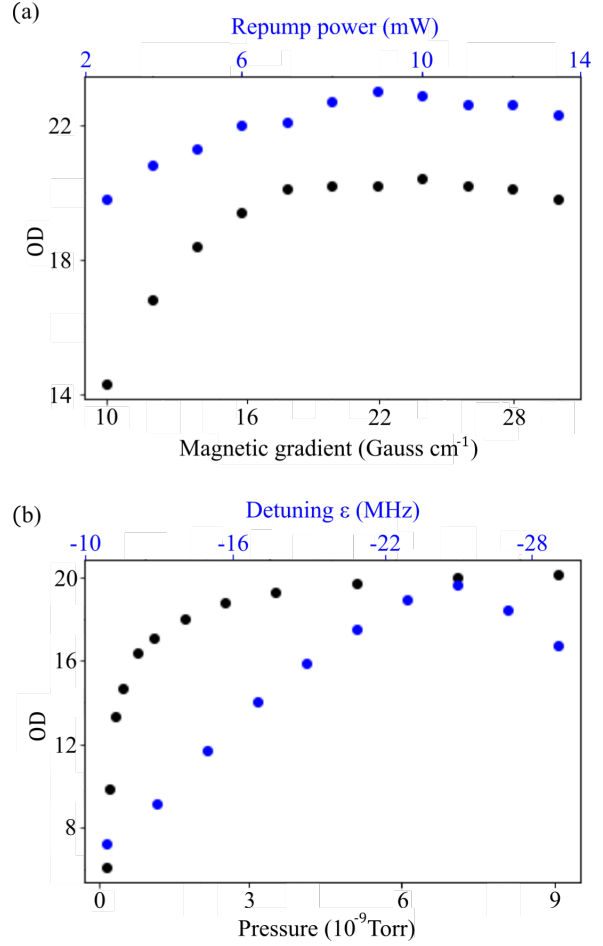 (a)
Repump power (mW)
2 6 10 14
22
18
14
OD
10 16 22 28
Magnetic gradient (Gauss cm⁻¹)
(b)
Detuning ε (MHz)
-10 -16 -22 -28
20
16
12
8
OD
0 3 6 9
Pressure (10⁻⁹Torr)